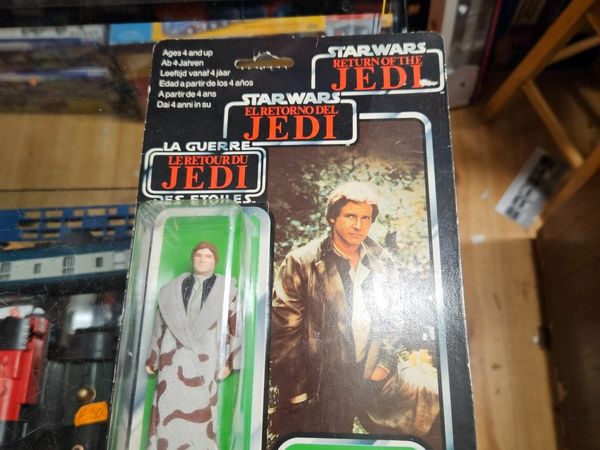 Ages 4 and up
Ab 4 Jahren
Leeftijd vanaf 4 jaar
Edad a partir de los 4 años
A partir de 4 ans
Dai 4 anni in su
STAR WARS
RETURN OF THE
JEDI
STAR WARS
EL RETORNO DEL
JEDI
LA GUERRE
LE RETOUR DU
JEDI
DES ETOILES